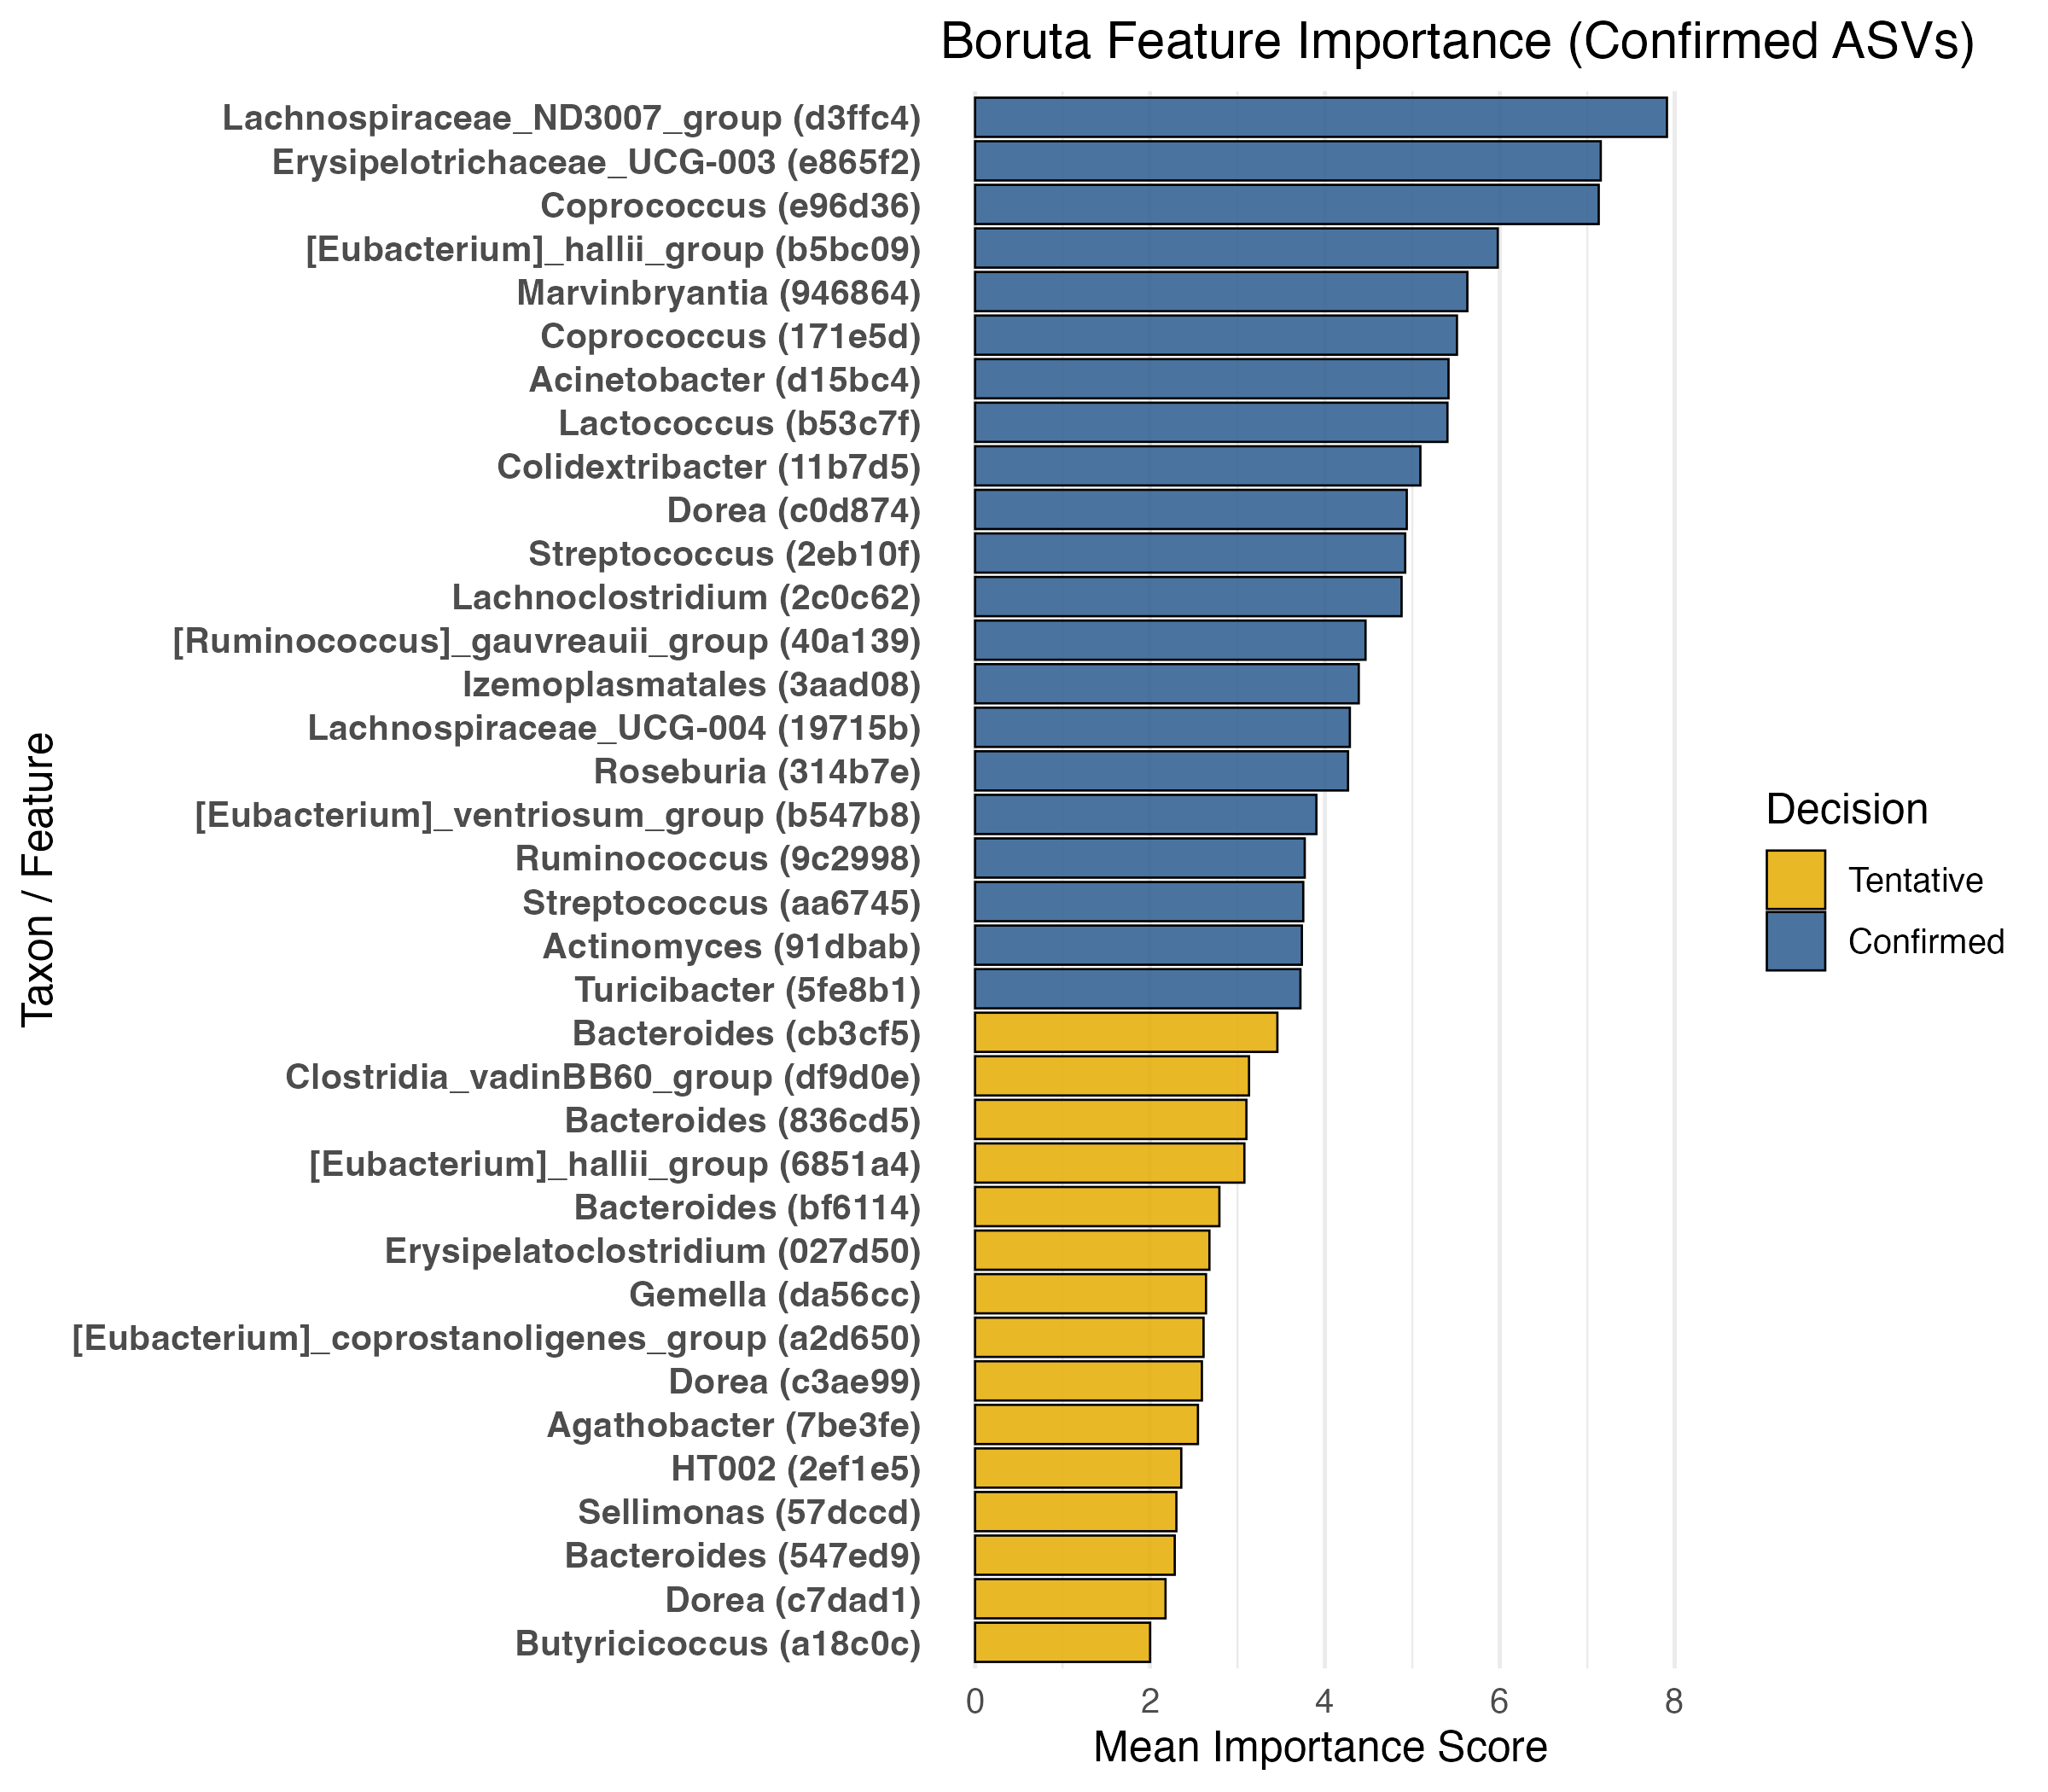 Boruta Feature Importance (Confirmed ASVs)
Lachnospiraceae_ND3007_group (d3ffc4)
Erysipelotrichaceae_UCG-003 (e865f2)
Coprococcus (e96d36)
[Eubacterium]_hallii_group (b5bc09)
Marvinbryantia (946864)
Coprococcus (171e5d)
Acinetobacter (d15bc4)
Lactococcus (b53c7f)
Colidextribacter (11b7d5)
Dorea (c0d874)
Streptococcus (2eb10f)
Lachnoclostridium (2c0c62)
[Ruminococcus]_gauvreauii_group (40a139)
Izemoplasmatales (3aad08)
Lachnospiraceae_UCG-004 (19715b)
Roseburia (314b7e)
[Eubacterium]_ventriosum_group (b547b8)
Ruminococcus (9c2998)
Streptococcus (aa6745)
Actinomyces (91dbab)
Turicibacter (5fe8b1)
Bacteroides (cb3cf5)
Clostridia_vadinBB60_group (df9d0e)
Bacteroides (836cd5)
[Eubacterium]_hallii_group (6851a4)
Bacteroides (bf6114)
Erysipelatoclostridium (027d50)
Gemella (da56cc)
[Eubacterium]_coprostanoligenes_group (a2d650)
Dorea (c3ae99)
Agathobacter (7be3fe)
HT002 (2ef1e5)
Sellimonas (57dccd)
Bacteroides (547ed9)
Dorea (c7dad1)
Butyricicoccus (a18c0c)
Taxon / Feature
0 2 4 6 8
Mean Importance Score
Decision
Tentative
Confirmed